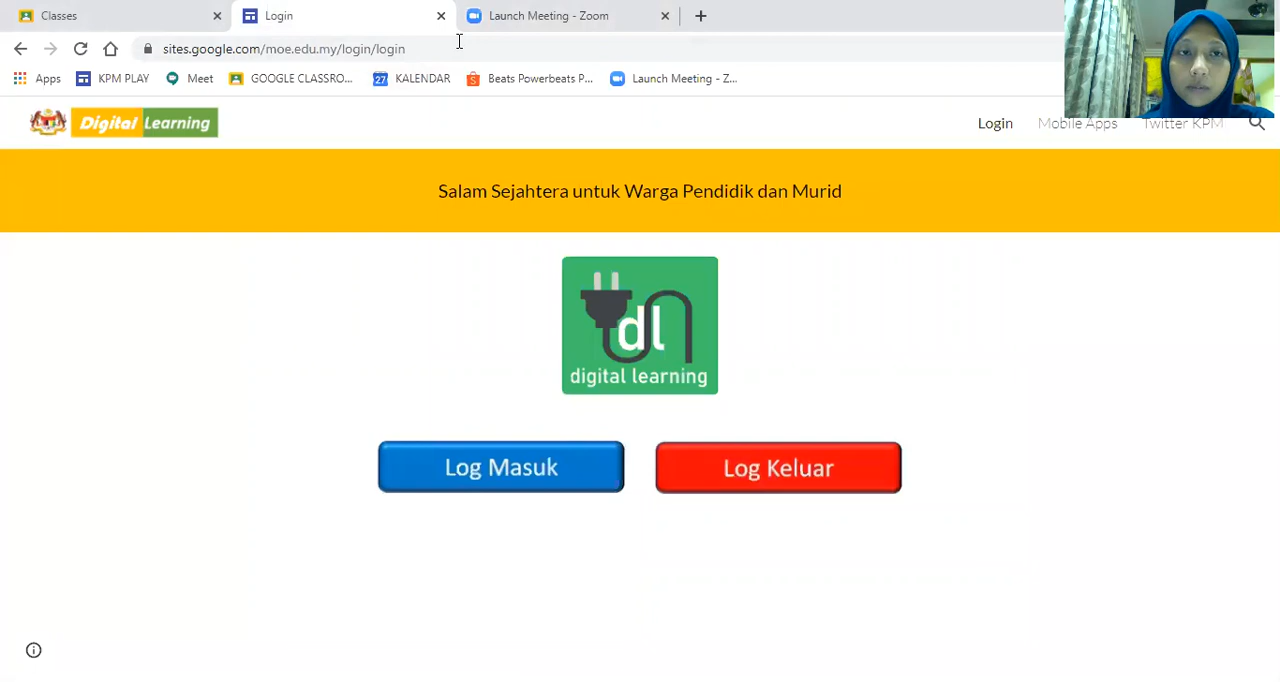 Classes
Login
Launch Meeting - Zoom
sites.google.com/moe.edu.my/login/login
Apps
KPM PLAY
Meet
GOOGLE CLASSRO...
27
KALENDAR
Beats Powerbeats P...
Launch Meeting - Z...
Digital Learning
Login
Mobile Apps
Twitter KPM
Salam Sejahtera untuk Warga Pendidik dan Murid
dl
digital learning
Log Masuk
Log Keluar